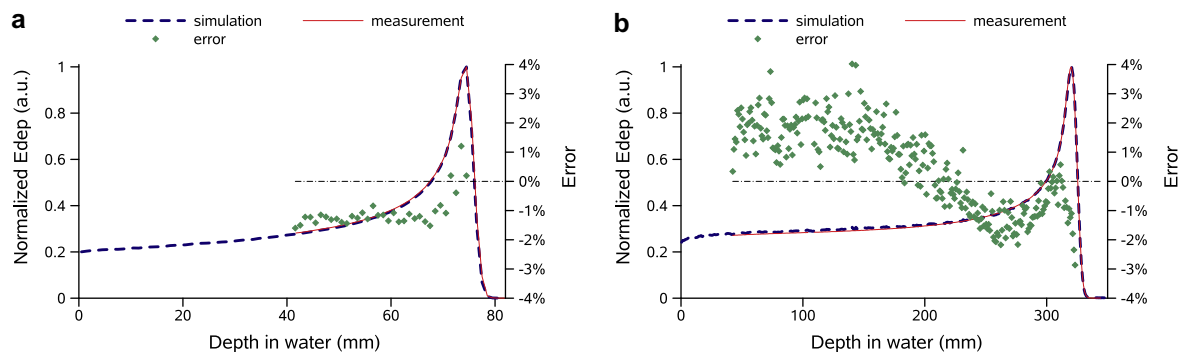 a
simulation
measurement
error
Normalized Edep (a.u.)
1
0.8
0.6
0.4
0.2
0
0
20
40
60
80
Depth in water (mm)
4%
3%
2%
1%
0%
-1%
-2%
-3%
-4%
Error
b
simulation
measurement
error
Normalized Edep (a.u.)
1
0.8
0.6
0.4
0.2
0
0
100
200
300
Depth in water (mm)
4%
3%
2%
1%
0%
-1%
-2%
-3%
-4%
Error